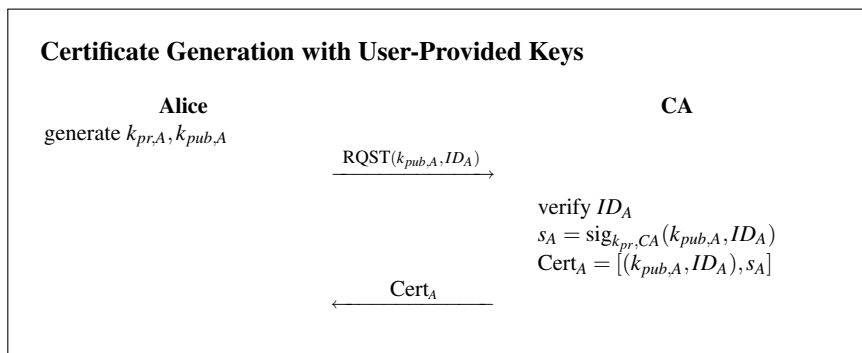 Certificate Generation with User-Provided Keys
Alice CA
generate k_{pr,A}, k_{pub,A}
RQST(k_{pub,A}, ID_A)
verify ID_A
s_A = sig_{k_{pr},CA}(k_{pub,A}, ID_A)
Cert_A = [(k_{pub,A}, ID_A), s_A]
Cert_A